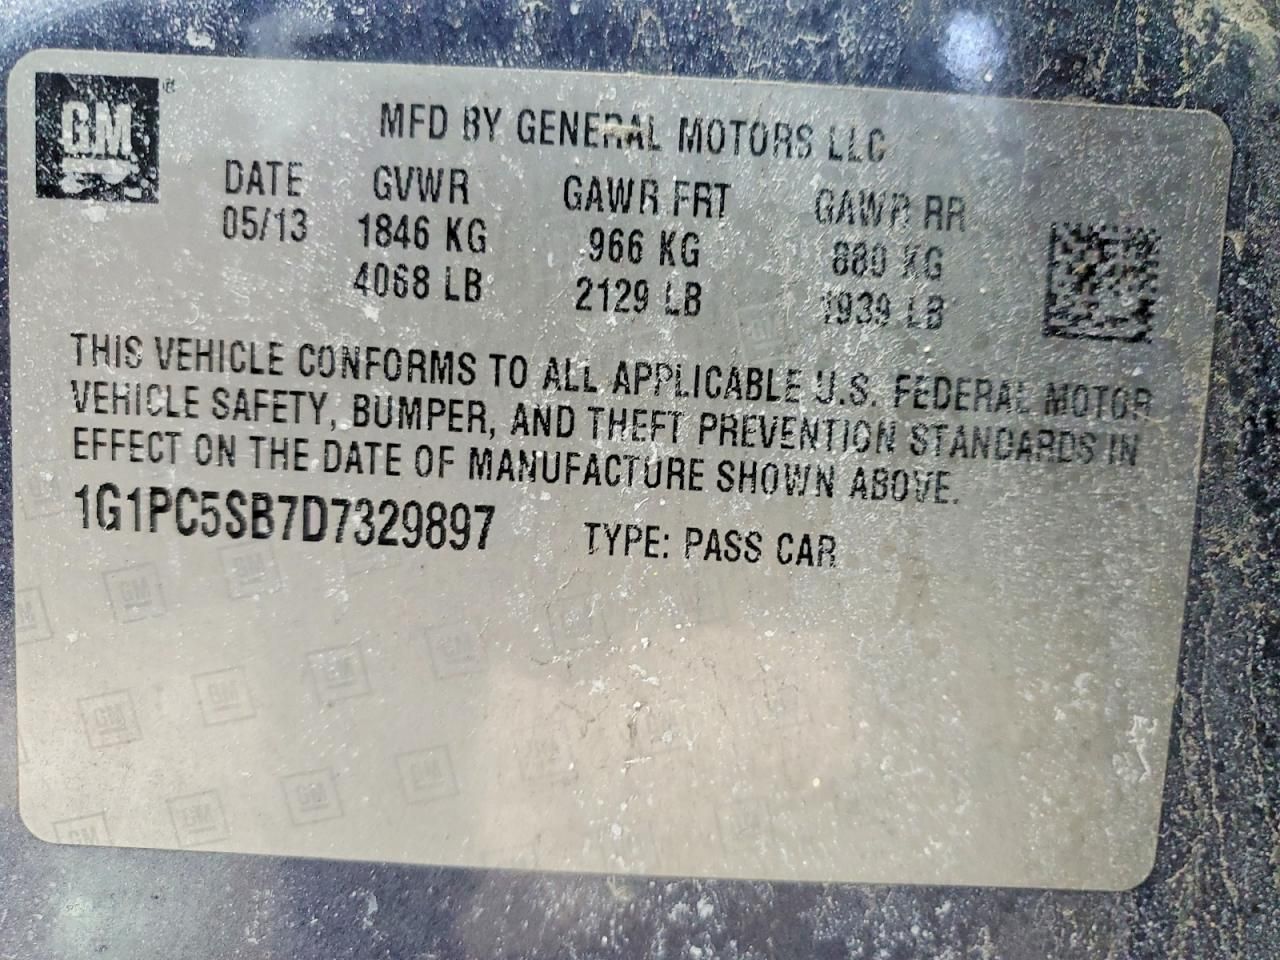 GM
MFD BY GENERAL MOTORS LLC
DATE GVWR GAWR FRT GAWR RR
05/13 1846 KG 966 KG 880 KG
4068 LB 2129 LB 1939 LB
THIS VEHICLE CONFORMS TO ALL APPLICABLE U.S. FEDERAL MOTOR
VEHICLE SAFETY, BUMPER, AND THEFT PREVENTION STANDARDS IN
EFFECT ON THE DATE OF MANUFACTURE SHOWN ABOVE.
1G1PC5SB7D7329897 TYPE: PASS CAR